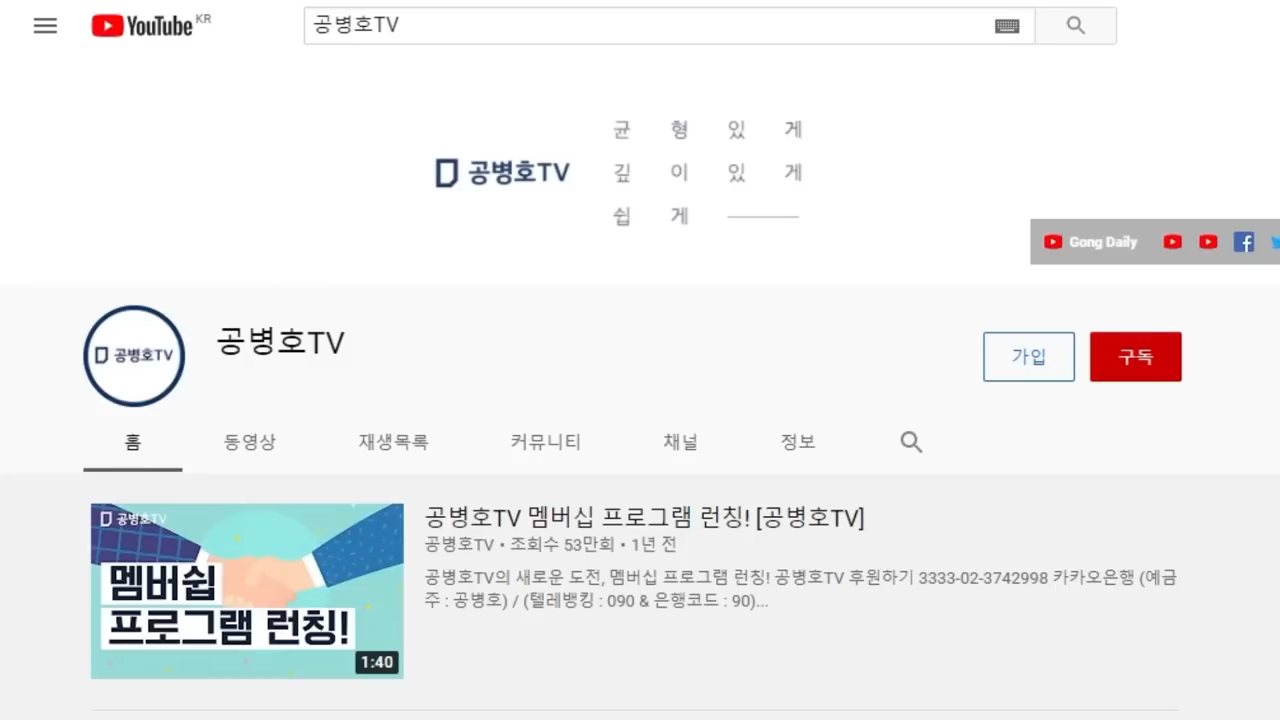 YouTube KR
공병호TV
균 형 있 게
공병호TV
깊 이 있 게
쉽 게
Gong Daily
공병호TV
공병호TV
가입
구독
홈
동영상
재생목록
커뮤니티
채널
정보
공병호TV
멤버쉽
프로그램 런칭!
1:40
공병호TV 멤버십 프로그램 런칭! [공병호TV]
공병호TV • 조회수 53만회 • 1년 전
공병호TV의 새로운 도전, 멤버십 프로그램 런칭! 공병호TV 후원하기 3333-02-3742998 카카오은행 (예금
주 : 공병호) / (텔레뱅킹 : 090 & 은행코드 : 90)...